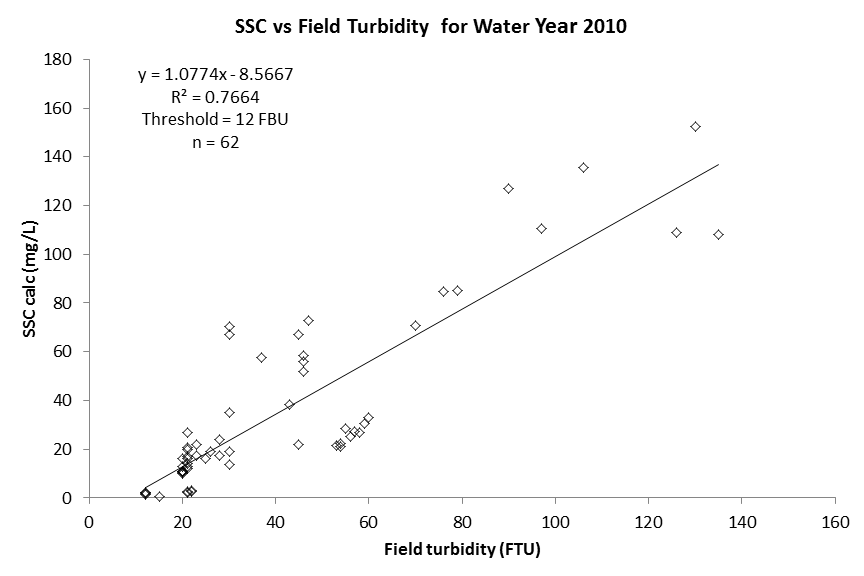 SSC vs Field Turbidity for Water Year 2010
y = 1.0774x - 8.5667
R² = 0.7664
Threshold = 12 FBU
n = 62
180
160
140
120
100
80
60
40
20
0
SSC calc (mg/L)
0 20 40 60 80 100 120 140 160
Field turbidity (FTU)